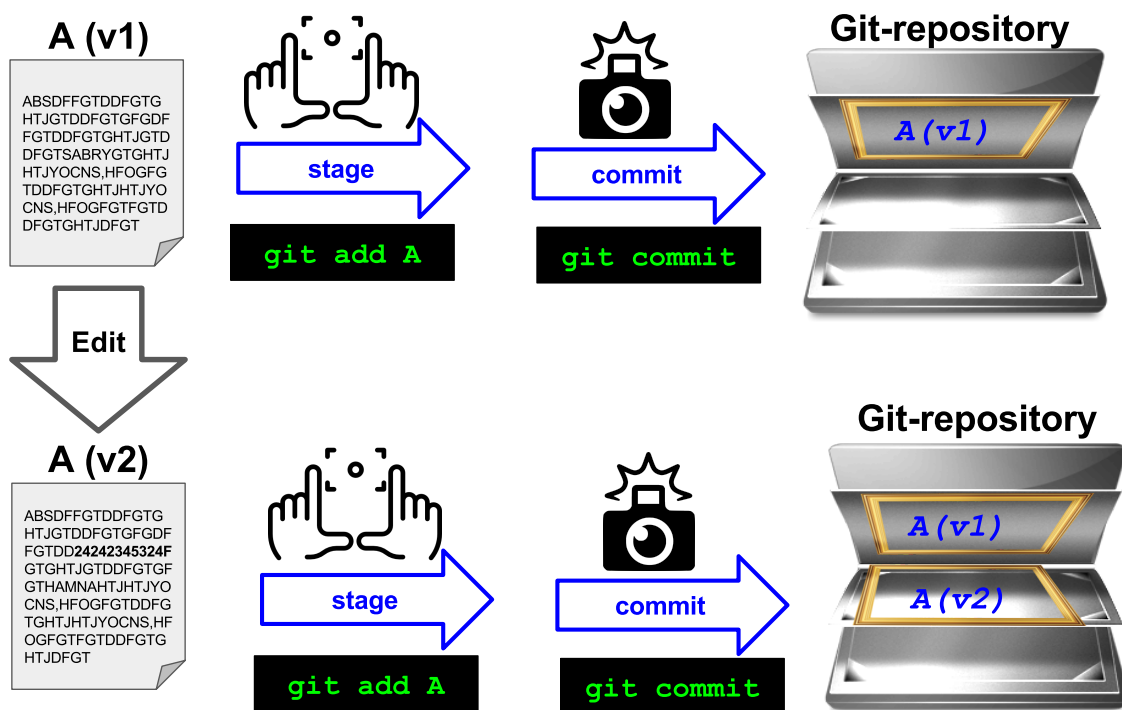 A (v1)
ABSDFFGTDDFGTG
HTJGTDDFGTGFGDF
FGTDDFGTGHTJGTD
DFGTSABRYGTGHTJ
HTJYOCNS,HFOGFG
TDDFGTGHTJHTJYO
CNS,HFOGFGTFGTD
DFGTGHTJDFGT
stage
git add A
commit
git commit
Git-repository
A(v1)
Edit
A (v2)
ABSDFFGTDDFGTG
HTJGTDDFGTGFGDF
FGTDD24242345324F
GTGHTJGTDDFGTGF
GTHAMNAHTJHTJYO
CNS,HFOGFGTDDFG
TGHTJHTJYOCNS,HF
OGFGTFGTDDFGTG
HTJDFGT
stage
git add A
commit
git commit
Git-repository
A(v1)
A(v2)